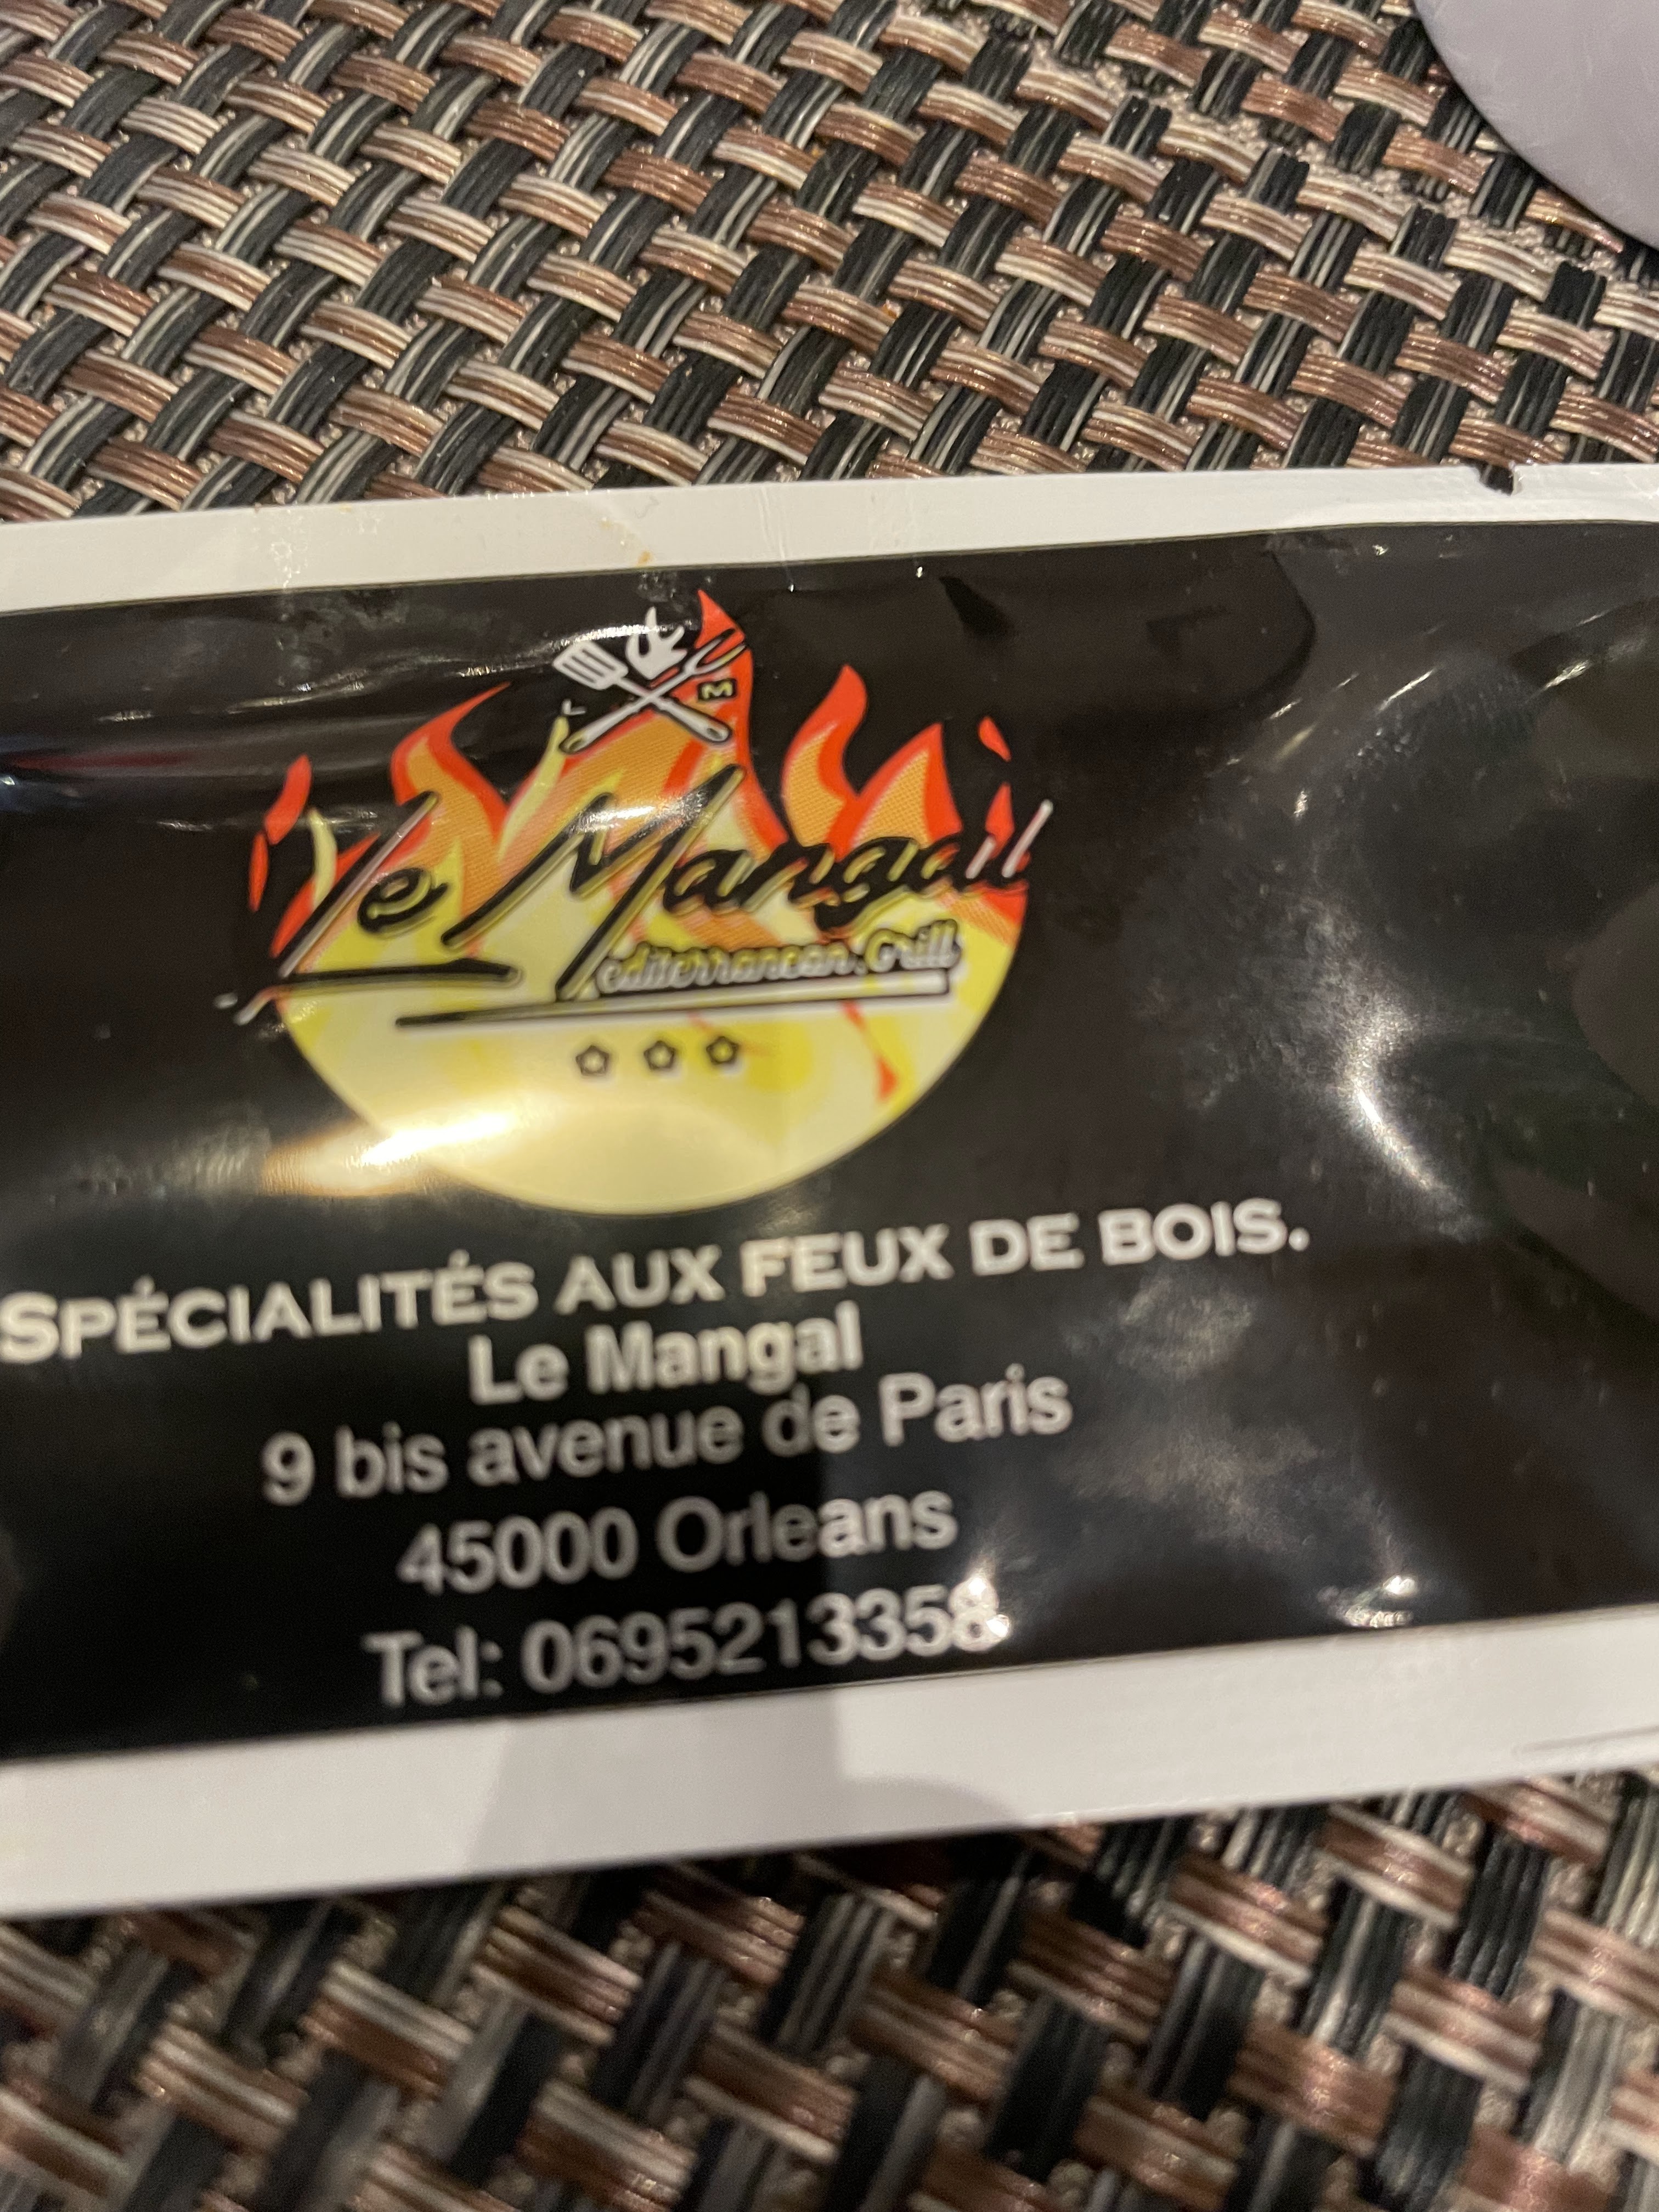 L M
Le Mangal
Mediterranean Grill
SPÉCIALITÉS AUX FEUX DE BOIS.
Le Mangal
9 bis avenue de Paris
45000 Orleans
Tel: 0695213358